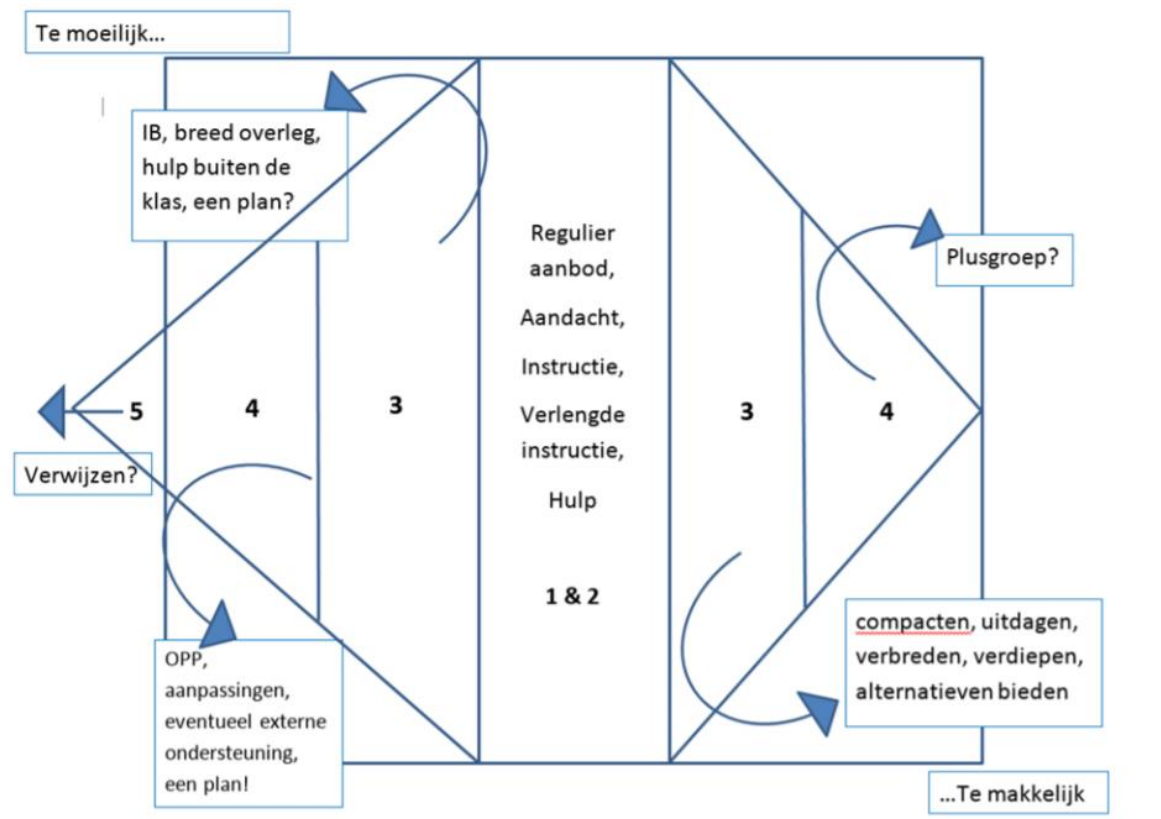 Te moeilijk...
IB, breed overleg,
hulp buiten de
klas, een plan?
Regulier
aanbod,
Aandacht,
Instructie,
Verlengde
instructie,
Hulp
1 & 2
Plusgroep?
5
4
3
3
4
Verwijzen?
OPP,
aanpassingen,
eventueel externe
ondersteuning,
een plan!
compacten, uitdagen,
verbreden, verdiepen,
alternatieven bieden
...Te makkelijk